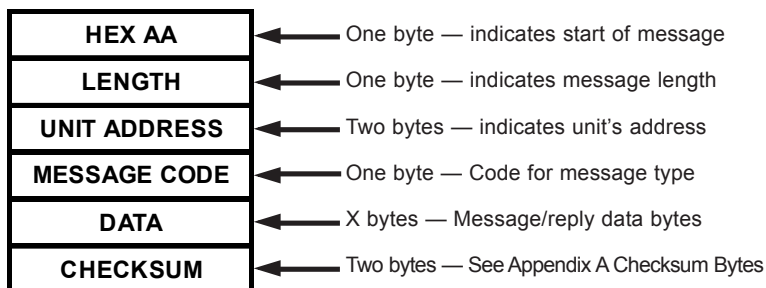 HEX AA One byte — indicates start of message
LENGTH One byte — indicates message length
UNIT ADDRESS Two bytes — indicates unit's address
MESSAGE CODE One byte — Code for message type
DATA X bytes — Message/reply data bytes
CHECKSUM Two bytes — See Appendix A Checksum Bytes